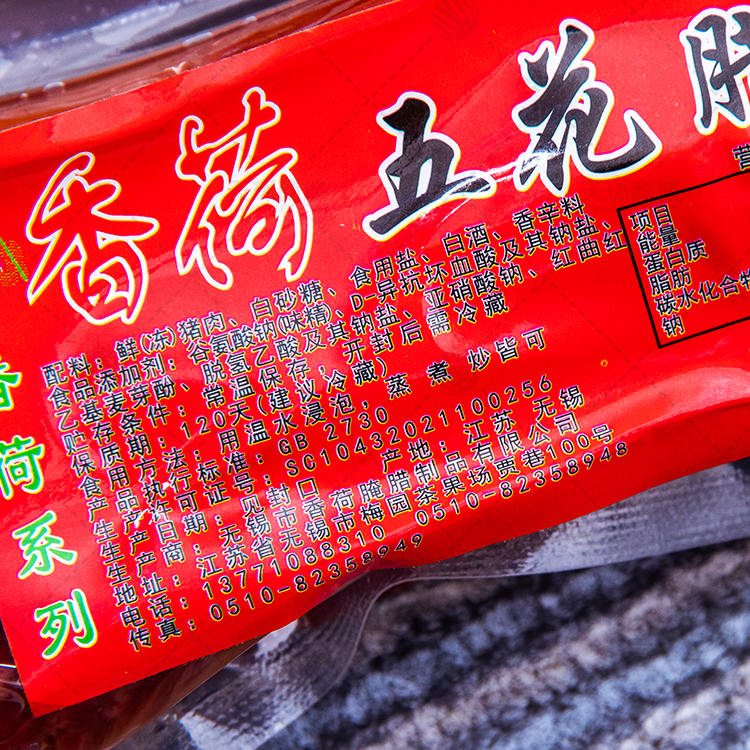 香荷五花
香荷系列
配料：鲜(冻)猪肉、白砂糖、食用盐、白酒、香辛料
食品添加剂：谷氨酸钠(味精)、D-异抗坏血酸及其钠盐、
乙基麦芽酚、脱氢乙酸及其钠盐、亚硝酸钠、红曲红
贮存条件：常温保存，开封后需冷藏
保质期：120天(建议冷藏)
食用方法：用温水浸泡，蒸 煮 炒皆可
产品执行标准：GB 2730
生产许可证号：SC10432021100256
生产日期：见封口 产地：江苏 无锡
生产商：无锡市香荷腌腊制品有限公司
地址：江苏省无锡市梅园茶果场贾巷100号
电话：13771088310 0510-82358948
传真：0510-82358949
营
项目
能量
蛋白质
脂肪
碳水化合物
钠